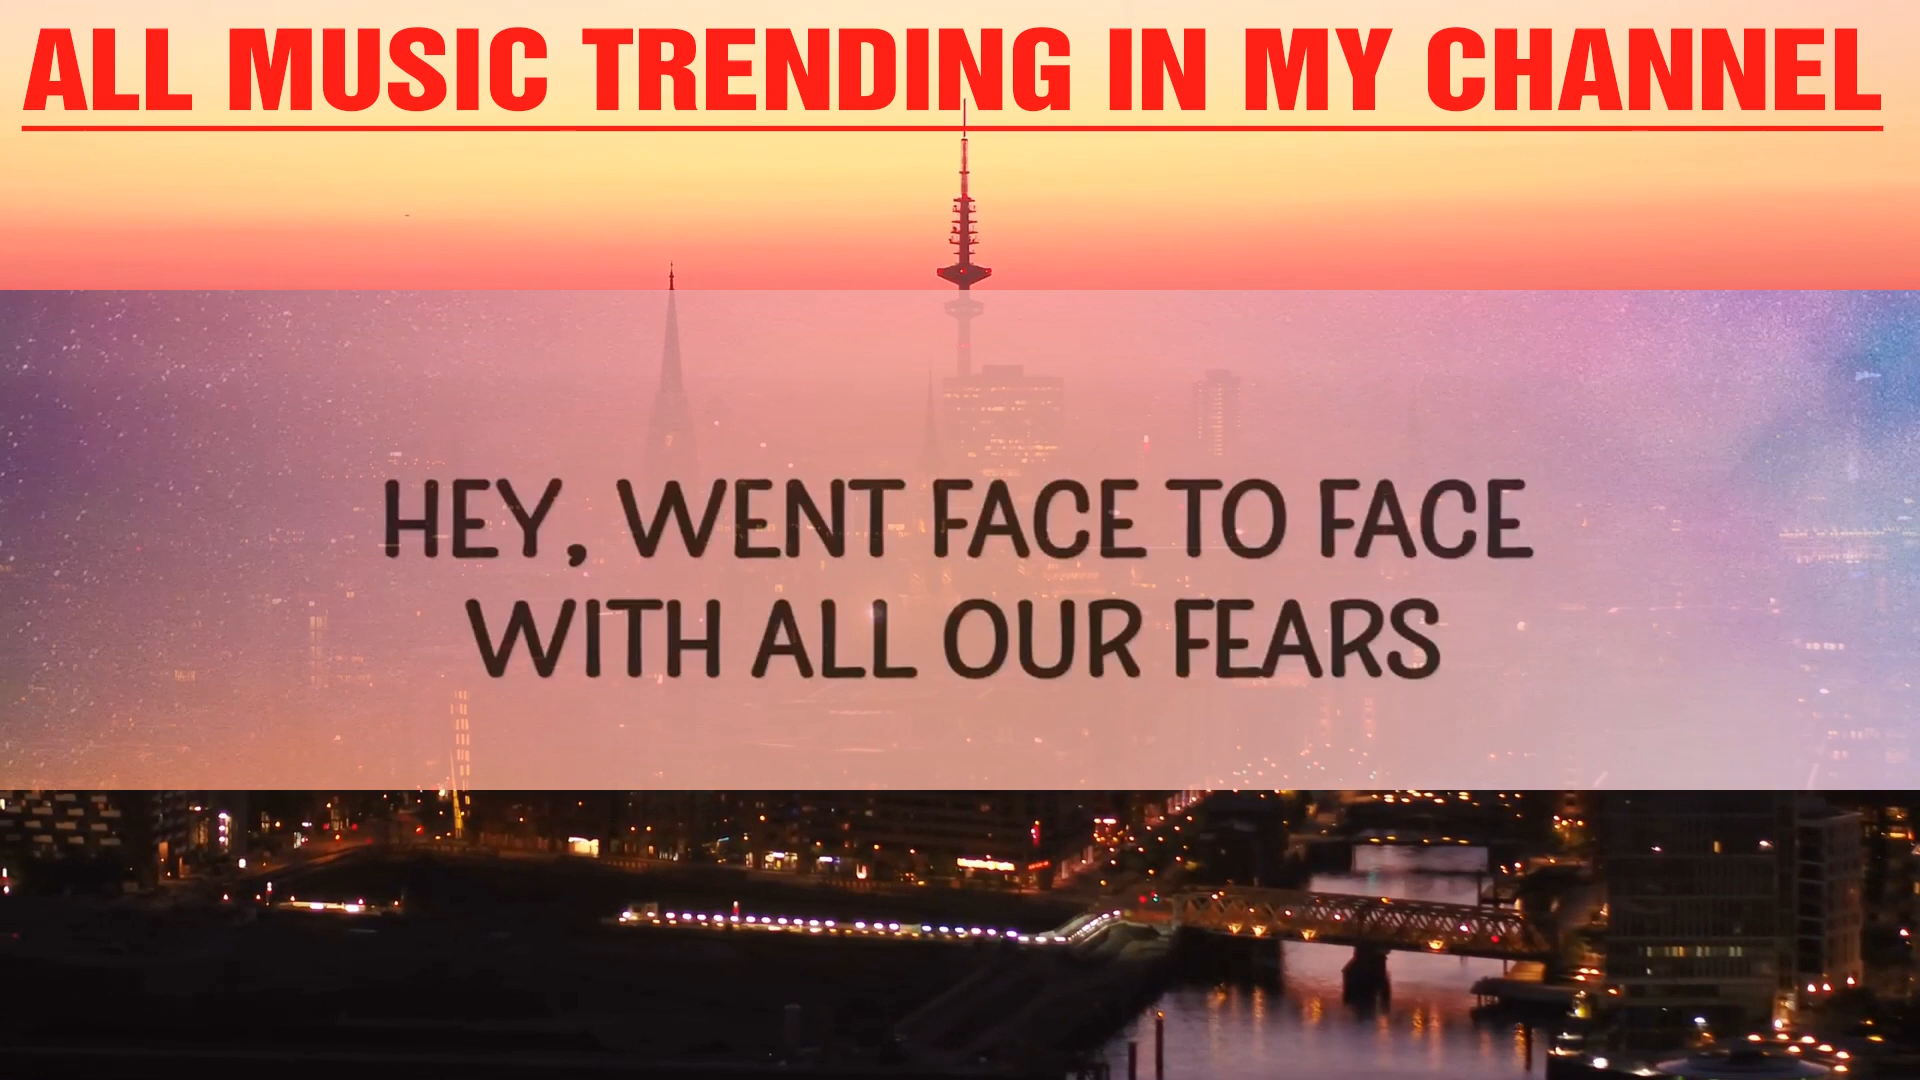 ALL MUSIC TRENDING IN MY CHANNEL
HEY, WENT FACE TO FACE
WITH ALL OUR FEARS